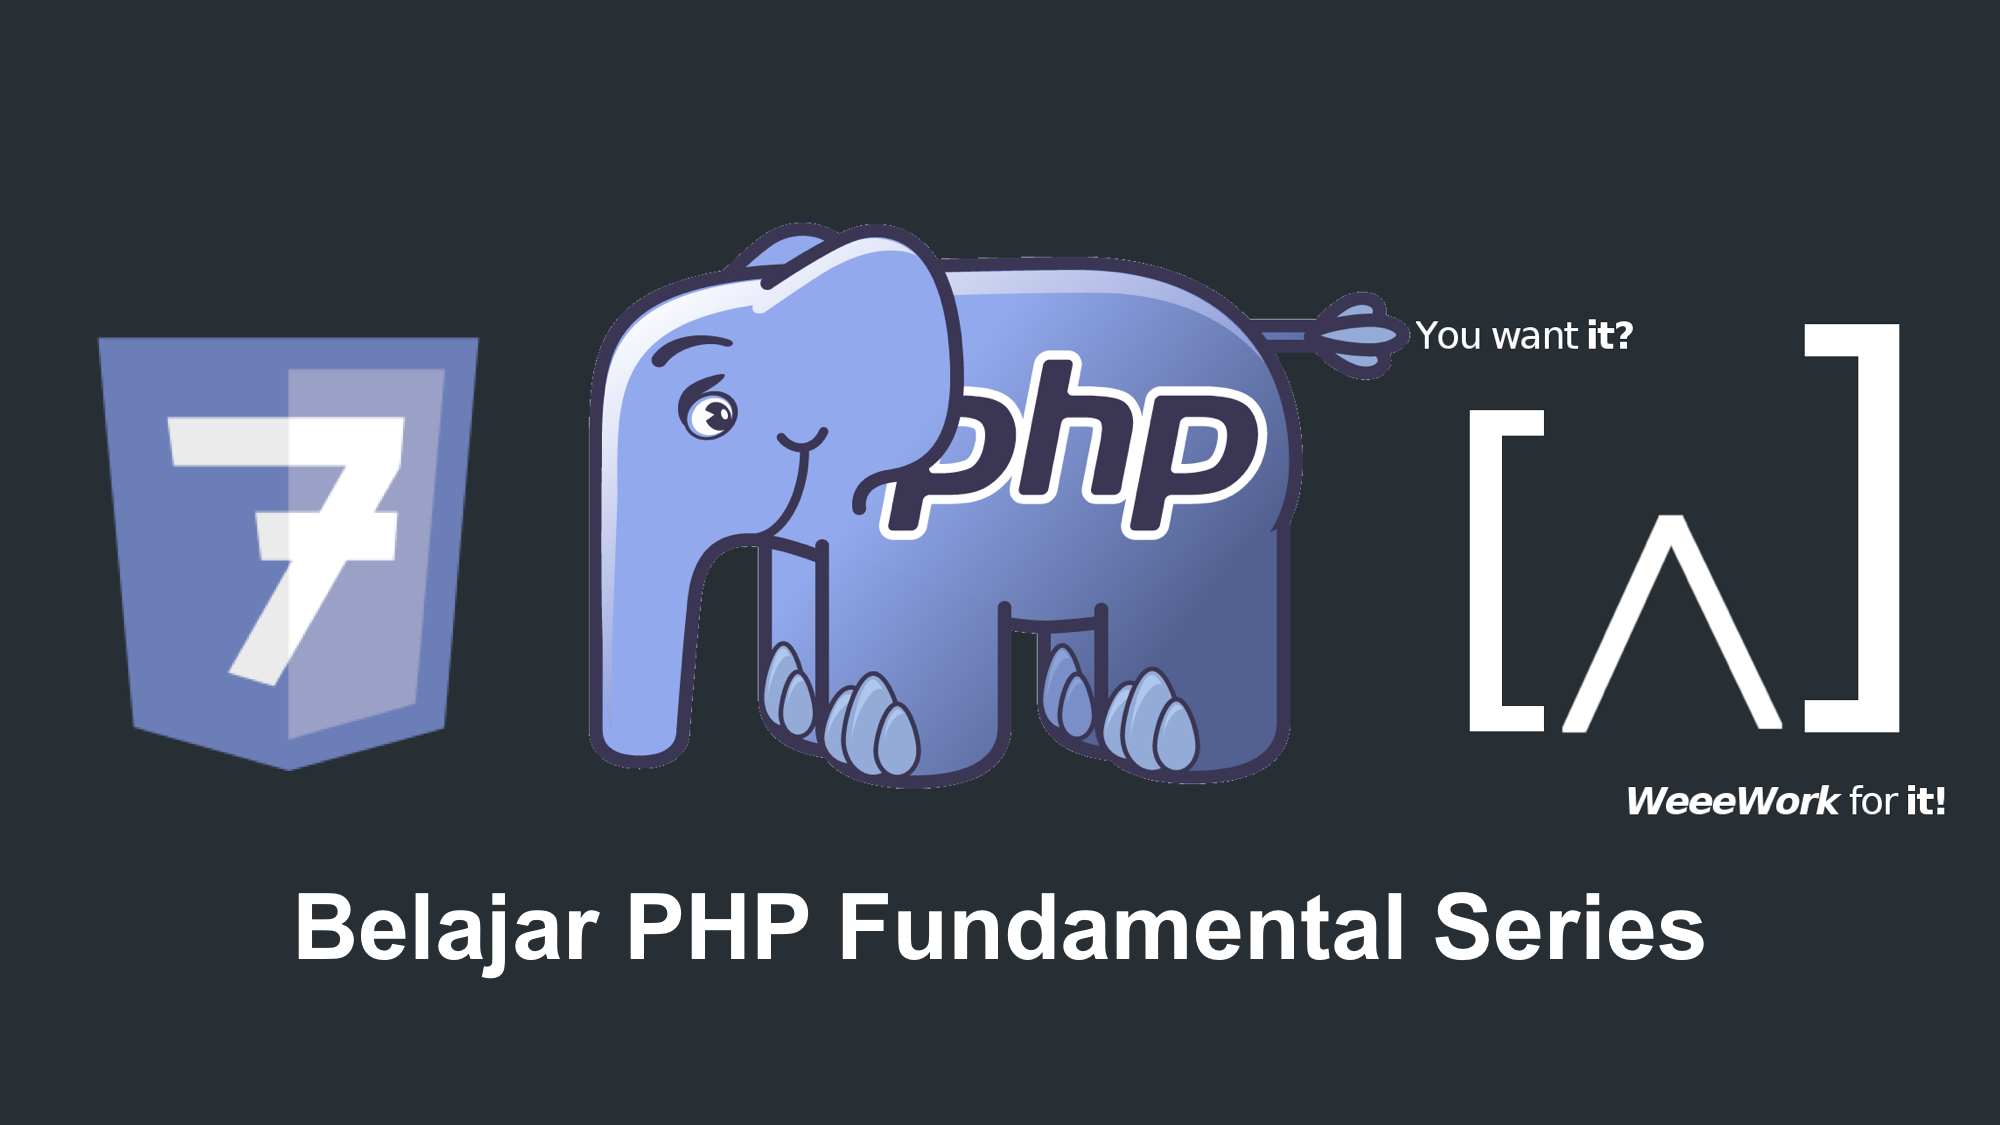 7
php
You want it?
[Λ]
WeeeWork for it!
Belajar PHP Fundamental Series